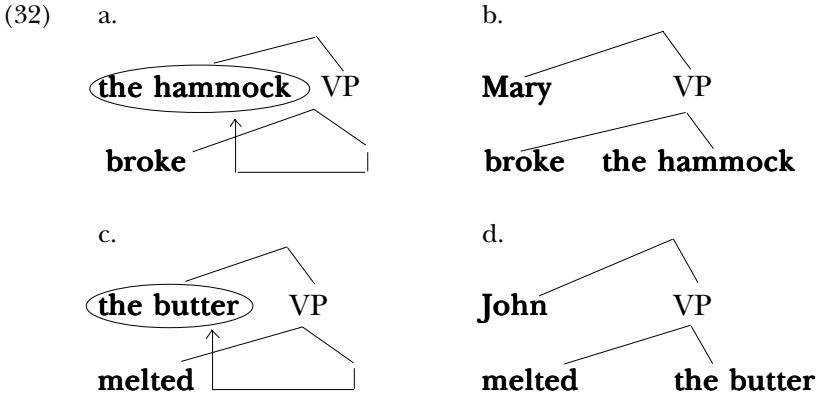 (32) a. b.
the hammock VP Mary VP
broke broke the hammock
c. d.
the butter VP John VP
melted melted the butter